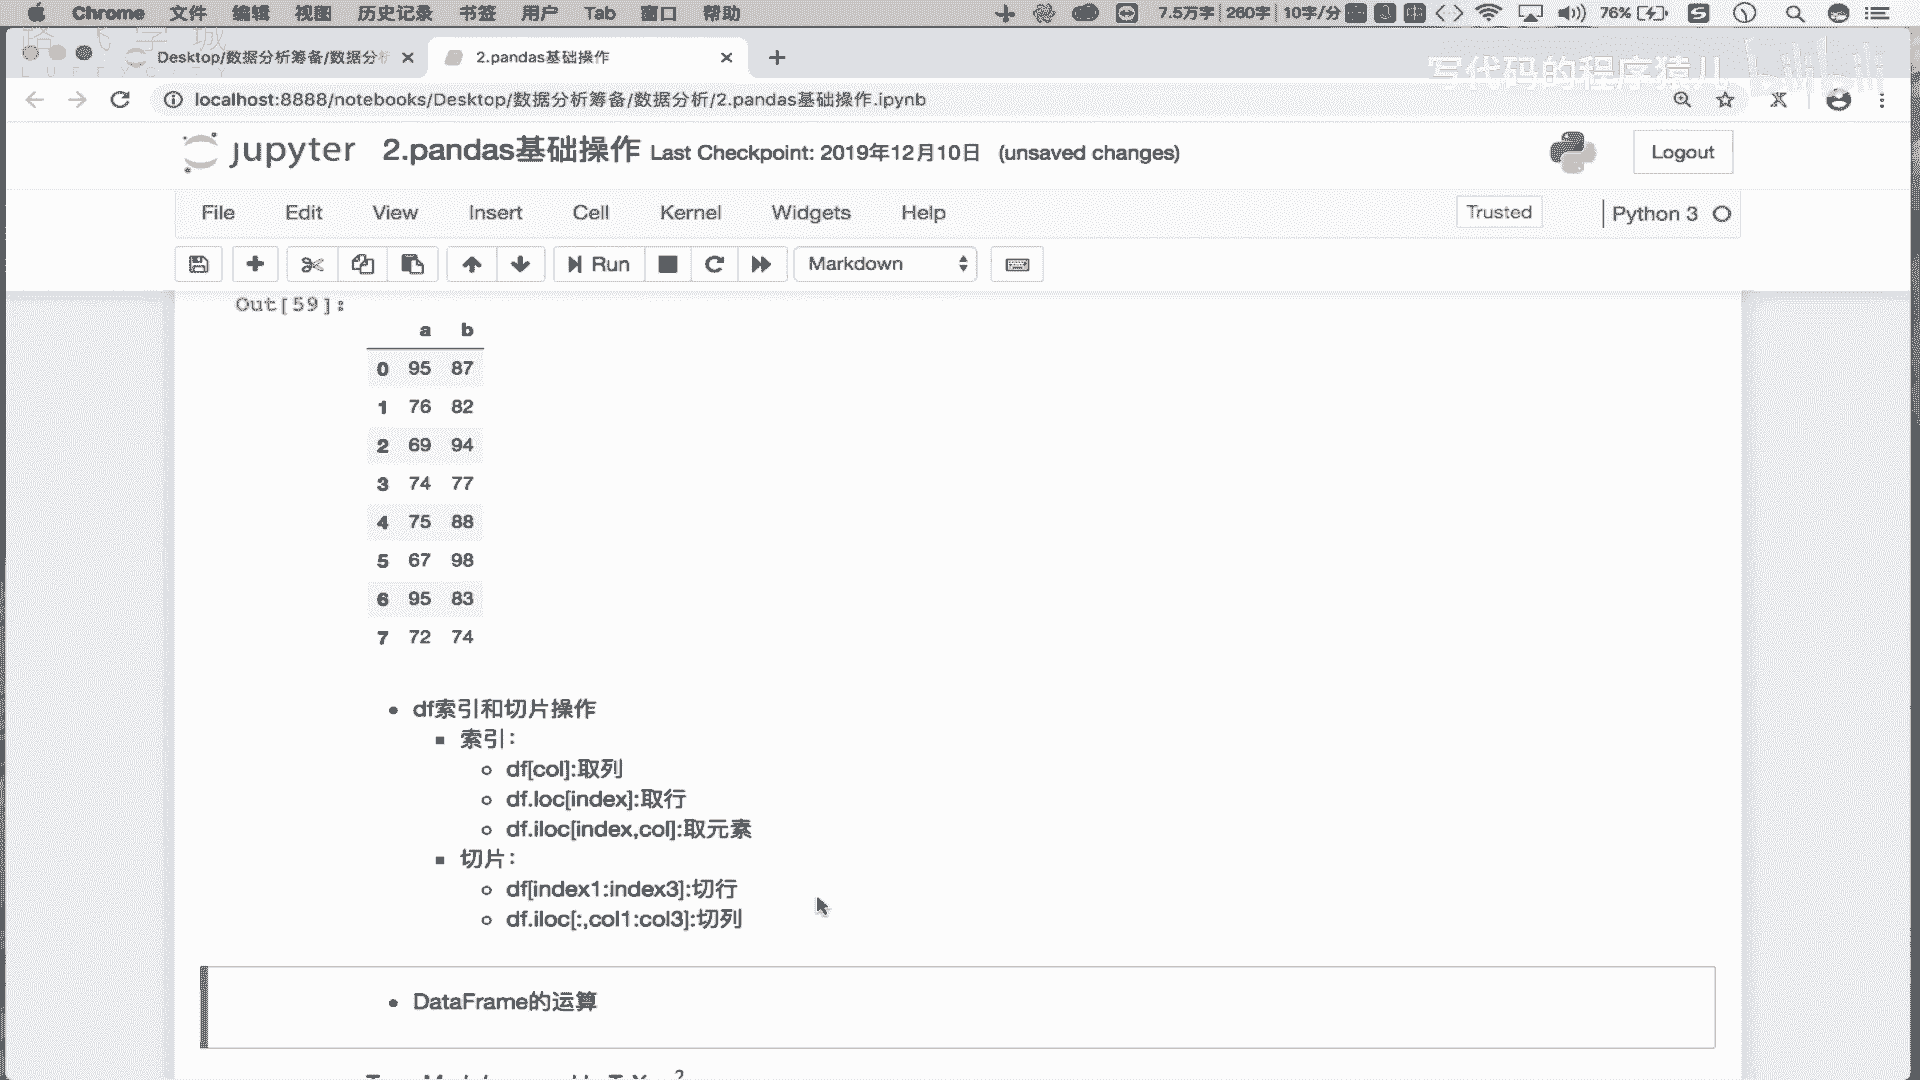 Chrome 文件 编辑 视图 历史记录 书签 用户 Tab 窗口 帮助 7.5万字 260字 10字/分 76%
Desktop/数据分析筹备/数据分析
2.pandas基础操作
写代码的程序猿儿 bilibili
localhost:8888/notebooks/Desktop/数据分析筹备/数据分析/2.pandas基础操作.ipynb
jupyter 2.pandas基础操作 Last Checkpoint: 2019年12月10日 (unsaved changes)
Logout
File Edit View Insert Cell Kernel Widgets Help
Trusted
Python 3
Run
Markdown
Out[59]:
a b
0 95 87
1 76 82
2 69 94
3 74 77
4 75 88
5 67 98
6 95 83
7 72 74
df索引和切片操作
索引:
df[col]:取列
df.loc[index]:取行
df.iloc[index,col]:取元素
切片:
df[index1:index3]:切行
df.iloc[:,col1:col3]:切列
DataFrame的运算